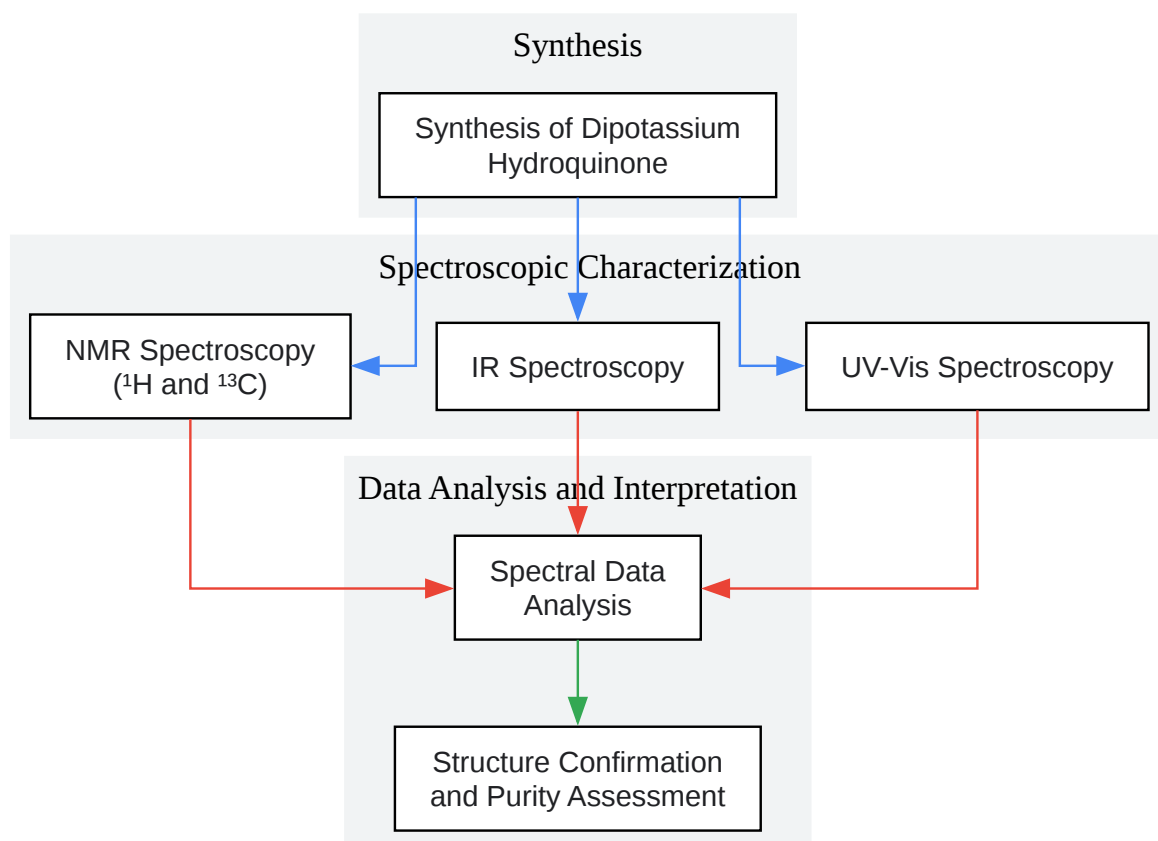 Synthesis
Synthesis of Dipotassium
Hydroquinone
Spectroscopic Characterization
NMR Spectroscopy
(¹H and ¹³C)
IR Spectroscopy
UV-Vis Spectroscopy
Data Analysis and Interpretation
Spectral Data
Analysis
Structure Confirmation
and Purity Assessment